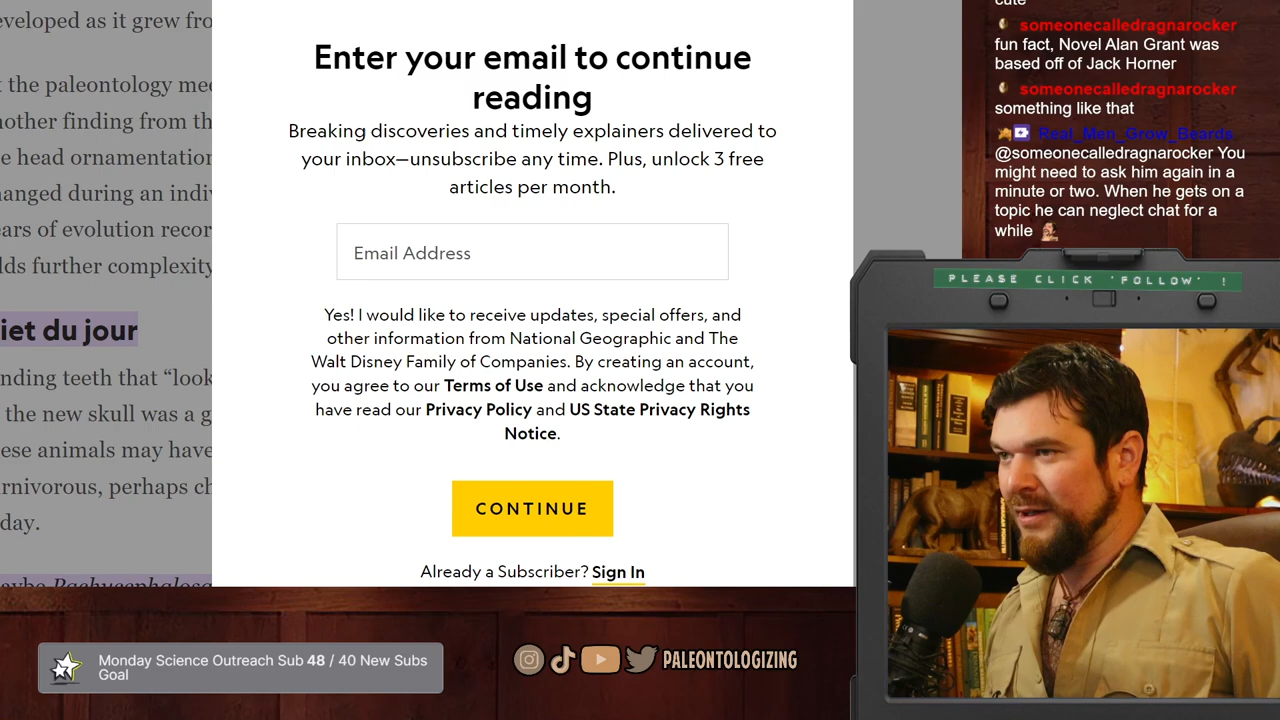 eveloped as it grew fro
t the paleontology mee
nother finding from th
e head ornamentation
hanged during an indiv
ears of evolution recor
lds further complexity
iet du jour
nding teeth that “look
the new skull was a g
ese animals may have
rnivorous, perhaps ch
day.
aybe Pachycephalosa
Enter your email to continue
reading
Breaking discoveries and timely explainers delivered to
your inbox—unsubscribe any time. Plus, unlock 3 free
articles per month.
Email Address
Yes! I would like to receive updates, special offers, and
other information from National Geographic and The
Walt Disney Family of Companies. By creating an account,
you agree to our Terms of Use and acknowledge that you
have read our Privacy Policy and US State Privacy Rights
Notice.
CONTINUE
Already a Subscriber? Sign In
cute
someonecalledragnarocker
fun fact, Novel Alan Grant was
based off of Jack Horner
someonecalledragnarocker
something like that
Real_Men_Grow_Beards
@someonecalledragnarocker You
might need to ask him again in a
minute or two. When he gets on a
topic he can neglect chat for a
while
PLEASE CLICK 'FOLLOW' !
Monday Science Outreach Sub 48 / 40 New Subs
Goal
PALEONTOLOGIZING